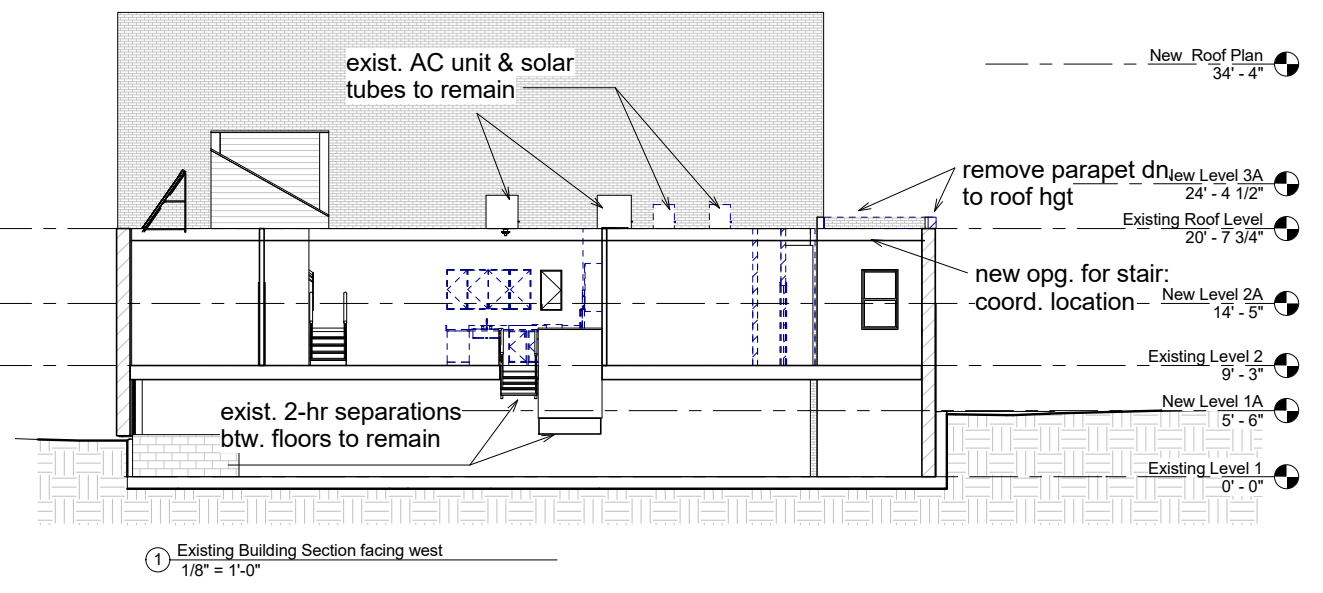 exist. AC unit & solar
tubes to remain
New Roof Plan
34' - 4"
remove parapet dn
to roof hgt
New Level 3A
24' - 4 1/2"
Existing Roof Level
20' - 7 3/4"
new opg. for stair:
coord. location
New Level 2A
14' - 5"
Existing Level 2
9' - 3"
exist. 2-hr separations
btw. floors to remain
New Level 1A
5' - 6"
Existing Level 1
0' - 0"
1
Existing Building Section facing west
1/8" = 1'-0"